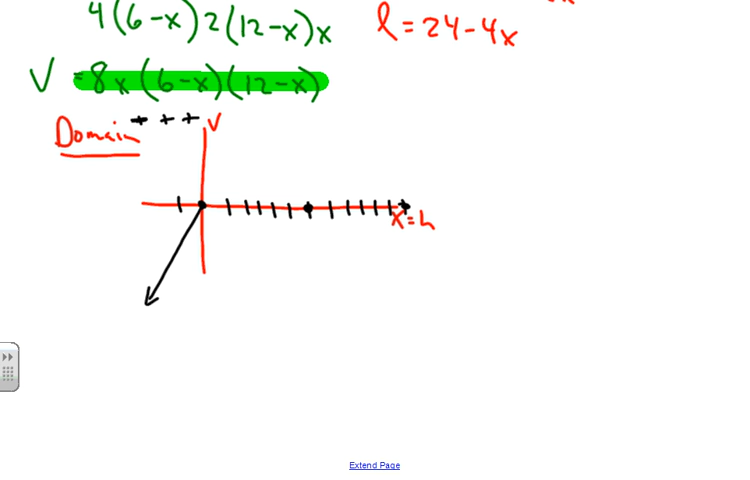 4(6-x)2(12-x)x
l = 24-4x
V = 8x(6-x)(12-x)
Domain + + +
V
x=h
Extend Page